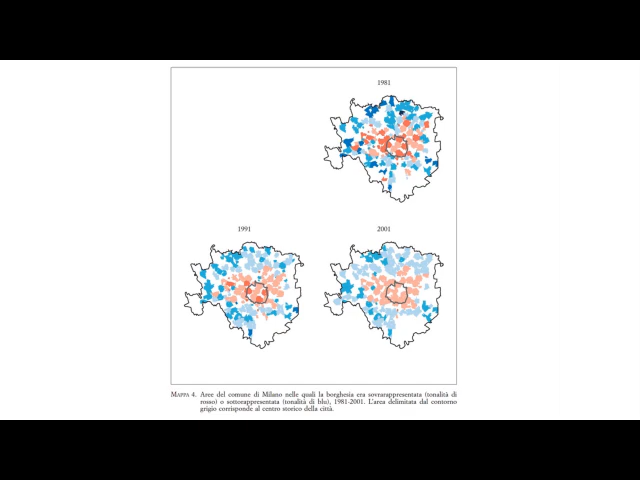 1981
1991
2001
MAPPA 4. Aree del comune di Milano nelle quali la borghesia era sovrarappresentata (tonalità di
rosso) o sottorappresentata (tonalità di blu), 1981-2001. L'area delimitata dal contorno
grigio corrisponde al centro storico della città.